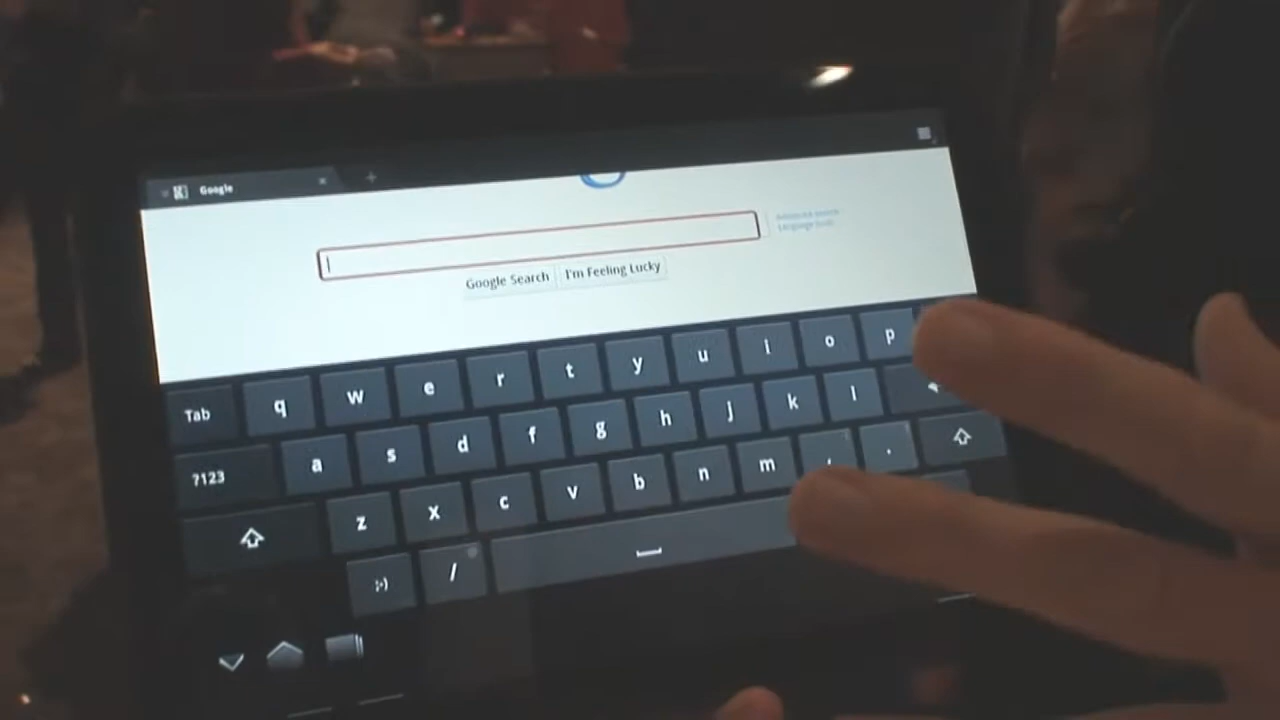 Google
Google Search I'm Feeling Lucky
Tab q w e r t y u i o p
?123 a s d f g h j k l
z x c v b n m , .
:-) /